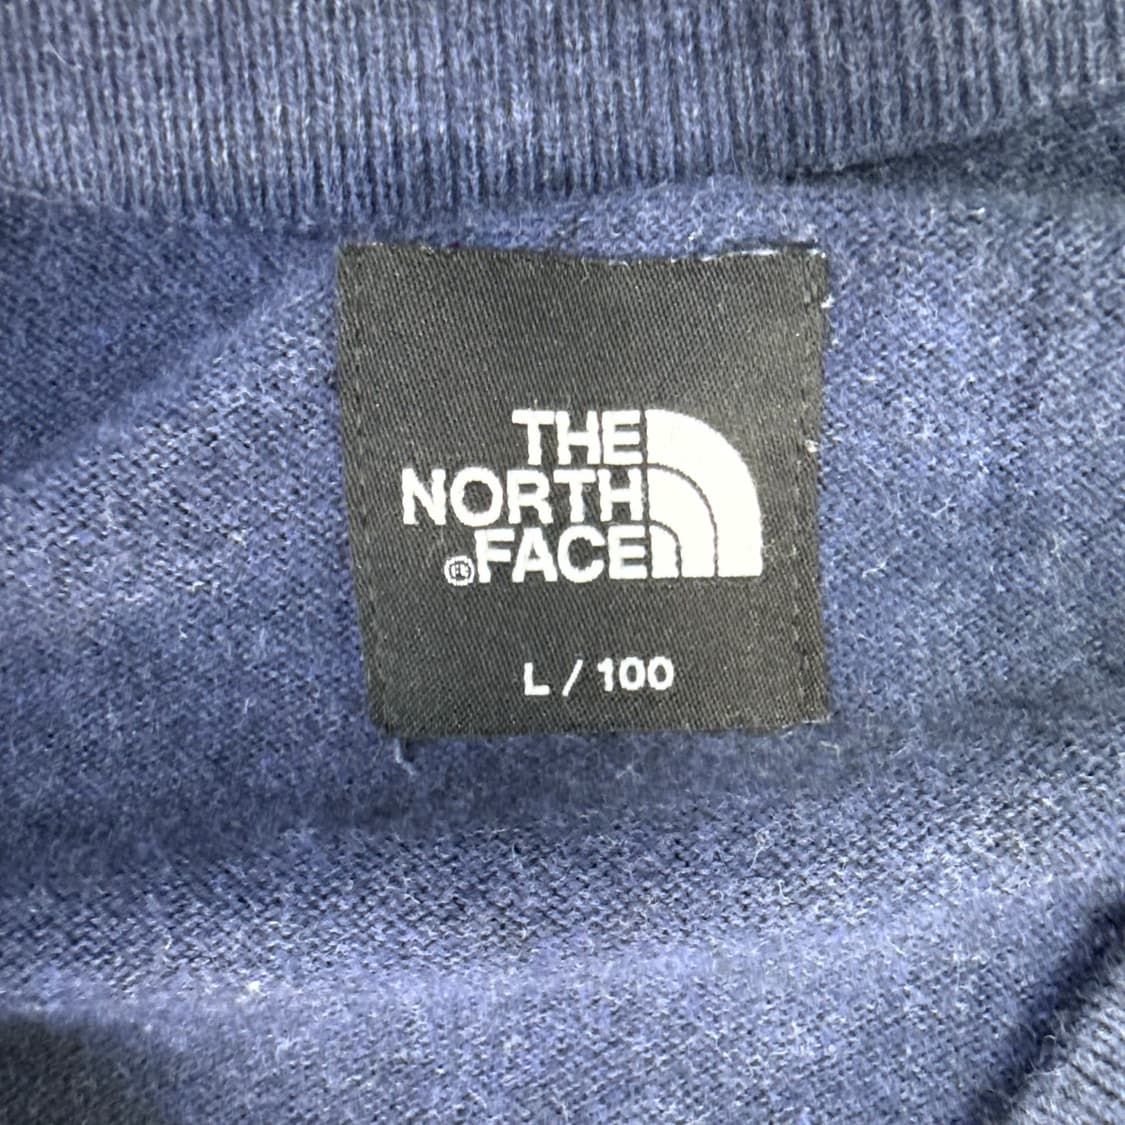 THE
NORTH
®FACE
L / 100